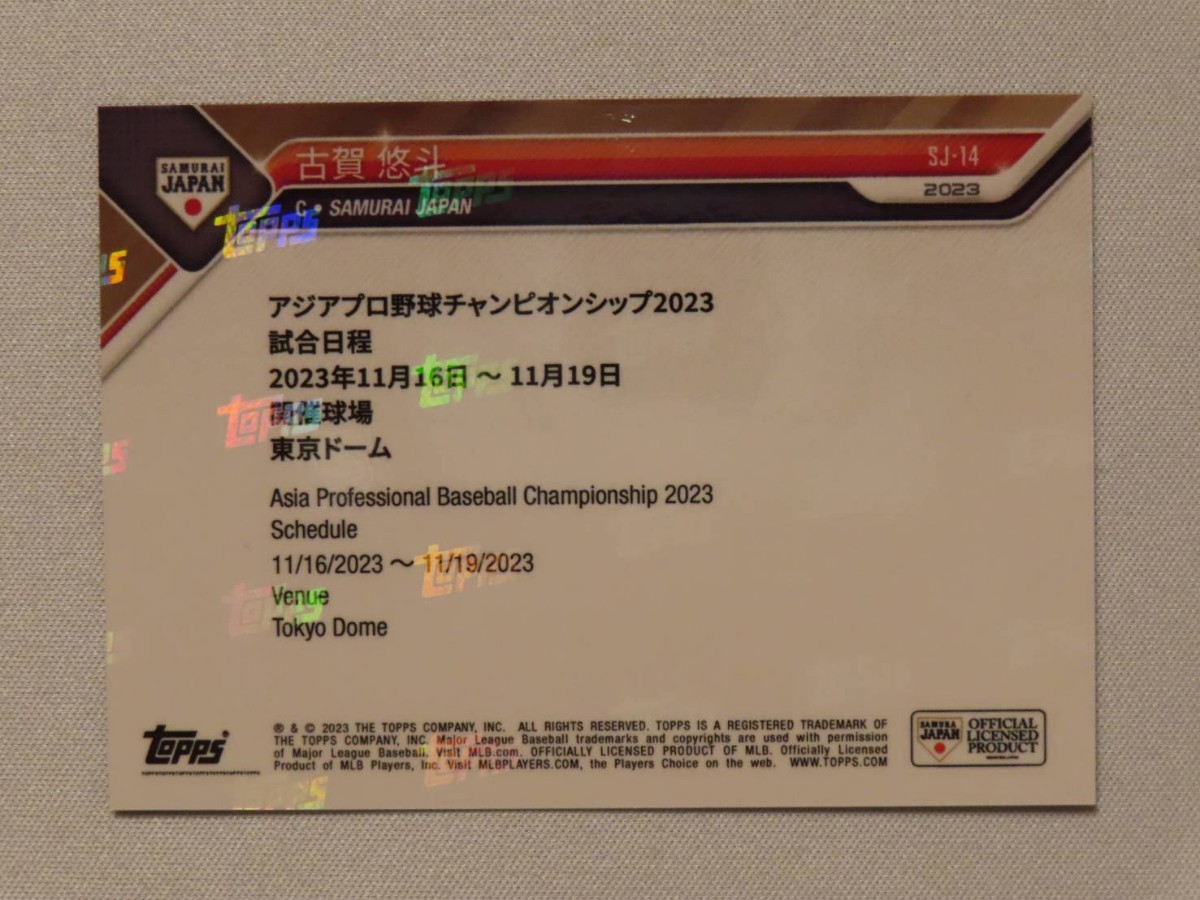 SAMURAI
JAPAN
古賀 悠斗
SJ-14
2023
C • SAMURAI JAPAN
アジアプロ野球チャンピオンシップ2023
試合日程
2023年11月16日 〜 11月19日
開催球場
東京ドーム
Asia Professional Baseball Championship 2023
Schedule
11/16/2023 〜 11/19/2023
Venue
Tokyo Dome
Topps
® & © 2023 THE TOPPS COMPANY, INC. ALL RIGHTS RESERVED. TOPPS IS A REGISTERED TRADEMARK OF
THE TOPPS COMPANY, INC. Major League Baseball trademarks and copyrights are used with permission
of Major League Baseball. Visit MLB.com. OFFICIALLY LICENSED PRODUCT OF MLB. Officially Licensed
Product of MLB Players, Inc. Visit MLBPLAYERS.COM, the Players Choice on the web. WWW.TOPPS.COM
SAMURAI
JAPAN
OFFICIAL
LICENSED
PRODUCT